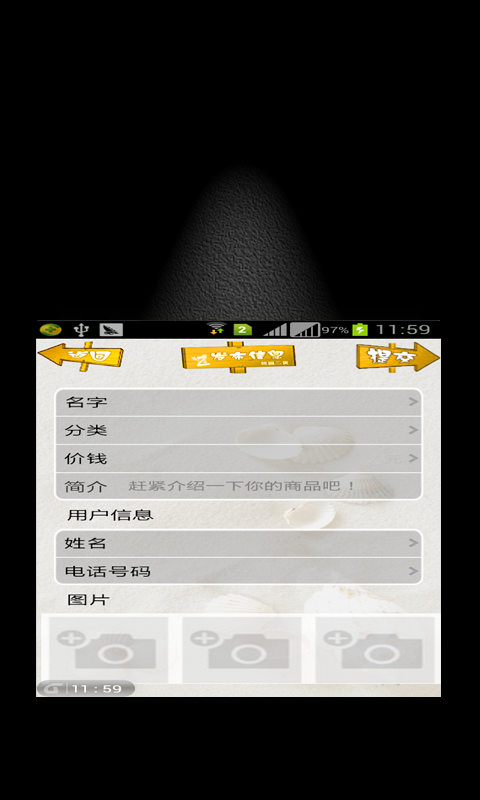 2 97% 11:59
返回 发布信息 提交
名字 >
分类 >
价钱 >
简介 赶紧介绍一下你的商品吧！
用户信息
姓名 >
电话号码 >
图片
11:59